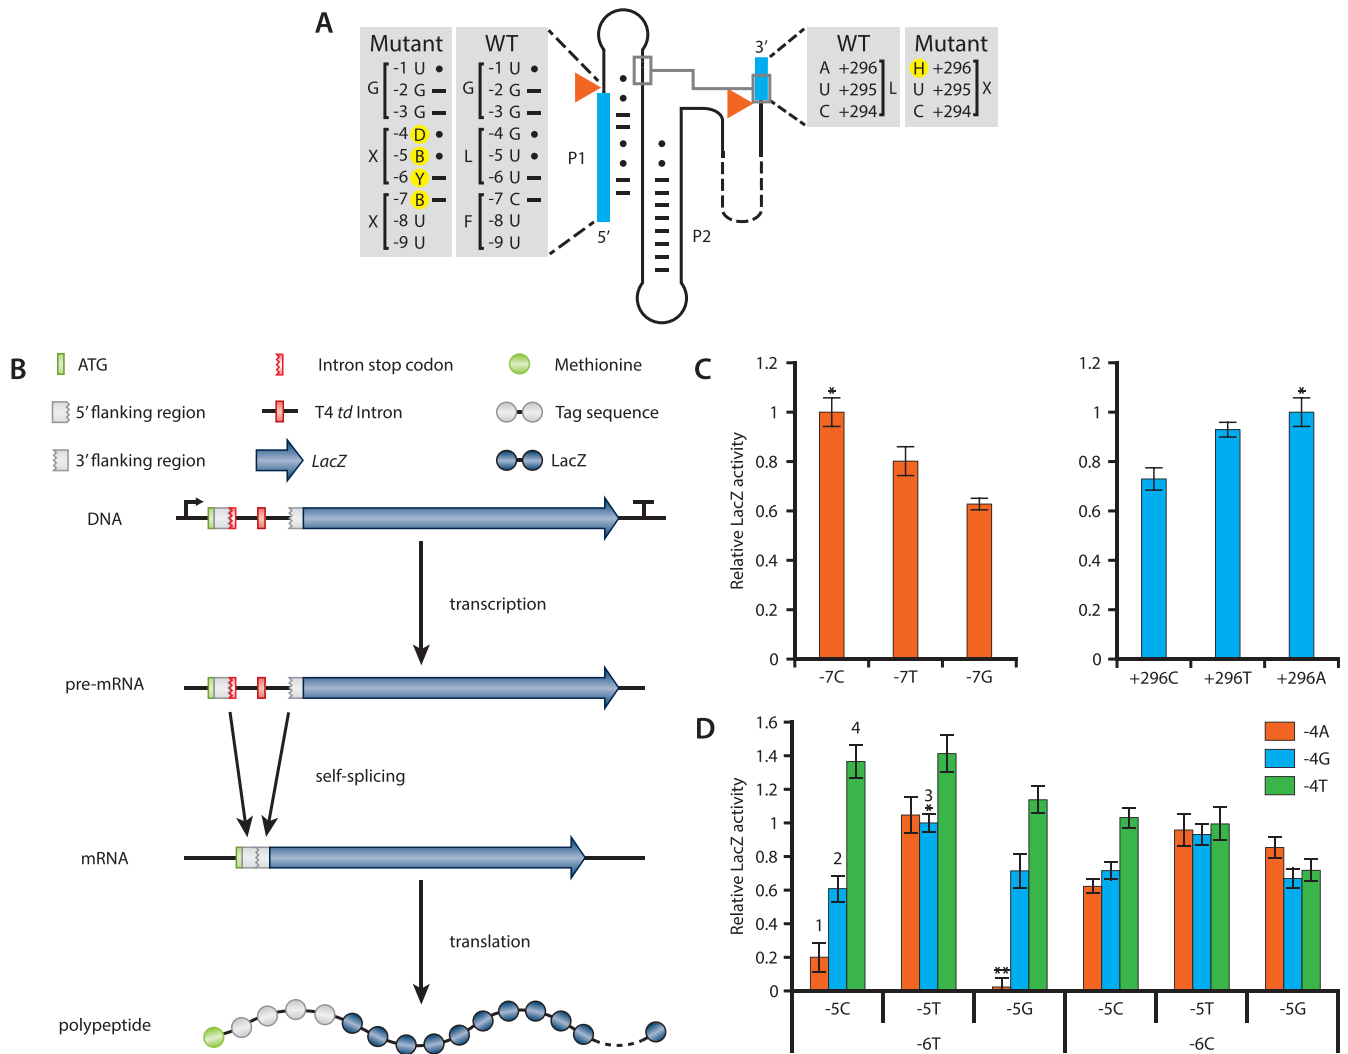 A
Mutant WT
G -1 U • G -1 U •
-2 G -2 G
-3 G -3 G
X -4 D • L -4 G •
-5 B • -5 U •
-6 Y -6 U
X -7 B F -7 C
-8 U -8 U
-9 U -9 U
P1
5′
P2
3′
WT Mutant
A +296 L H +296 X
U +295 U +295
C +294 C +294
B
ATG Intron stop codon Methionine
5′ flanking region T4 td Intron Tag sequence
3′ flanking region LacZ LacZ
DNA
transcription
pre-mRNA
self-splicing
mRNA
translation
polypeptide
C
Relative LacZ activity
1.2
1
0.8
0.6
0.4
0.2
0
*
-7C -7T -7G
1.2
1
0.8
0.6
0.4
0.2
0
*
+296C +296T +296A
D
Relative LacZ activity
1.6
1.4
1.2
1
0.8
0.6
0.4
0.2
0
1
2
4
3
*
**
-4A
-4G
-4T
-5C -5T -5G -5C -5T -5G
-6T -6C